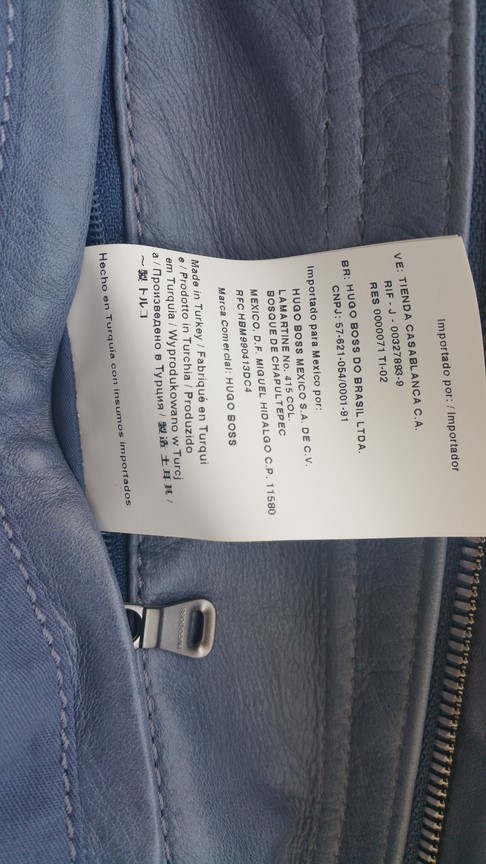 Importado por: / Importador
VE: TIENDA CASABLANCA C.A.
RIF - J - 00327893-9
RES 0000071TI-02
BR: HUGO BOSS DO BRASIL LTDA.
CNPJ: 57-621-054/0001-91
Importado para Mexico por:
HUGO BOSS MEXICO S.A. DE C.V.
LAMARTINE No. 415 COL.
BOSQUE DE CHAPULTEPEC
MEXICO, D.F. MIGUEL HIDALGO C.P. 11580
RFC HBM990413DC4
Marca comercial: HUGO BOSS
Made in Turkey / Fabriqué en Turqui
e / Prodotto in Turchia / Produzido
em Turquia / Wyprodukowano w Turcj
a / Произведено в Турция / 製造 土耳其 /
〜製 トルコ
Hecho en Turquia con insumos importados